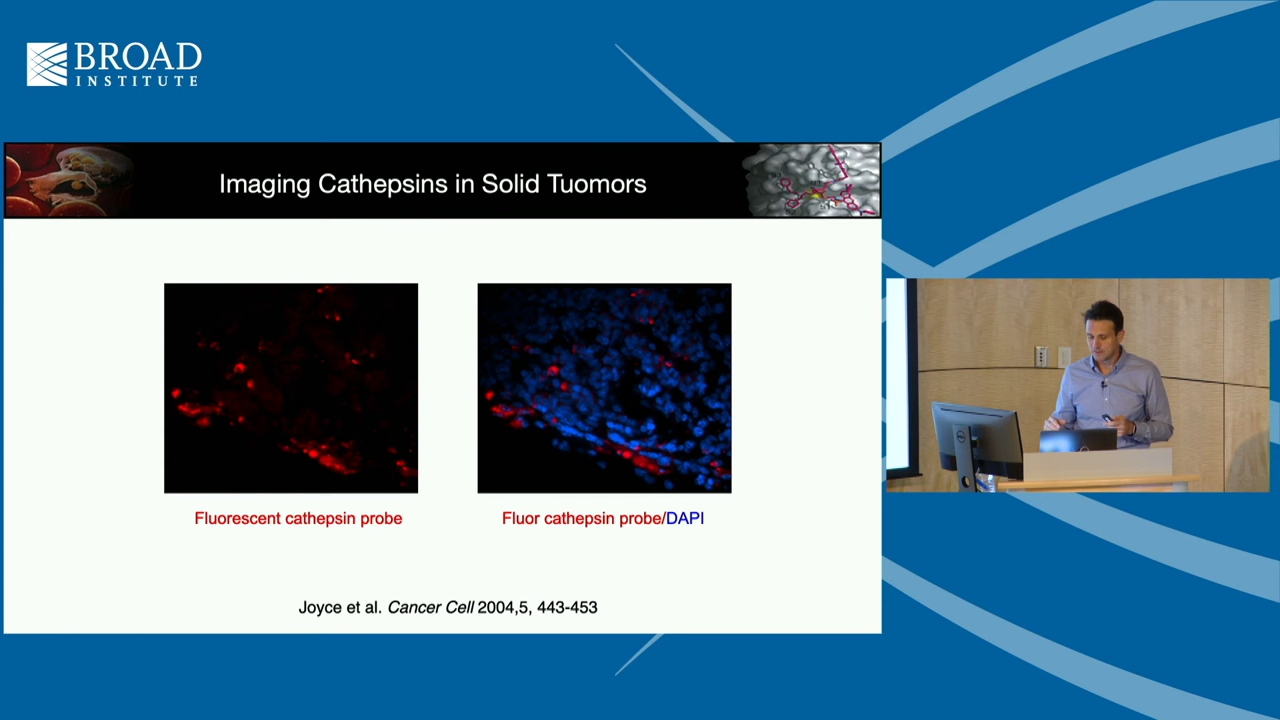 BROAD
INSTITUTE
Imaging Cathepsins in Solid Tuomors
Fluorescent cathepsin probe
Fluor cathepsin probe/DAPI
Joyce et al. Cancer Cell 2004,5, 443-453